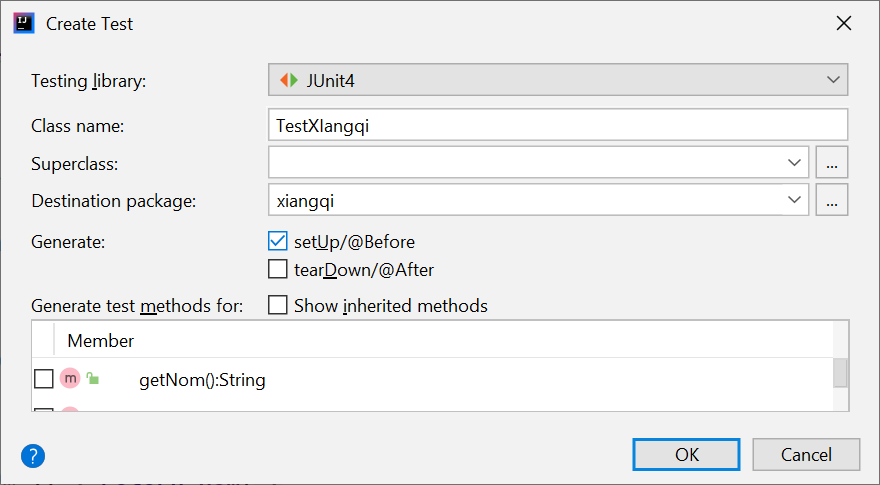 IJ Create Test
Testing library: JUnit4
Class name: TestXIangqi
Superclass: ...
Destination package: xiangqi ...
Generate: setUp/@Before
tearDown/@After
Generate test methods for: Show inherited methods
Member
m getNom():String
? OK Cancel